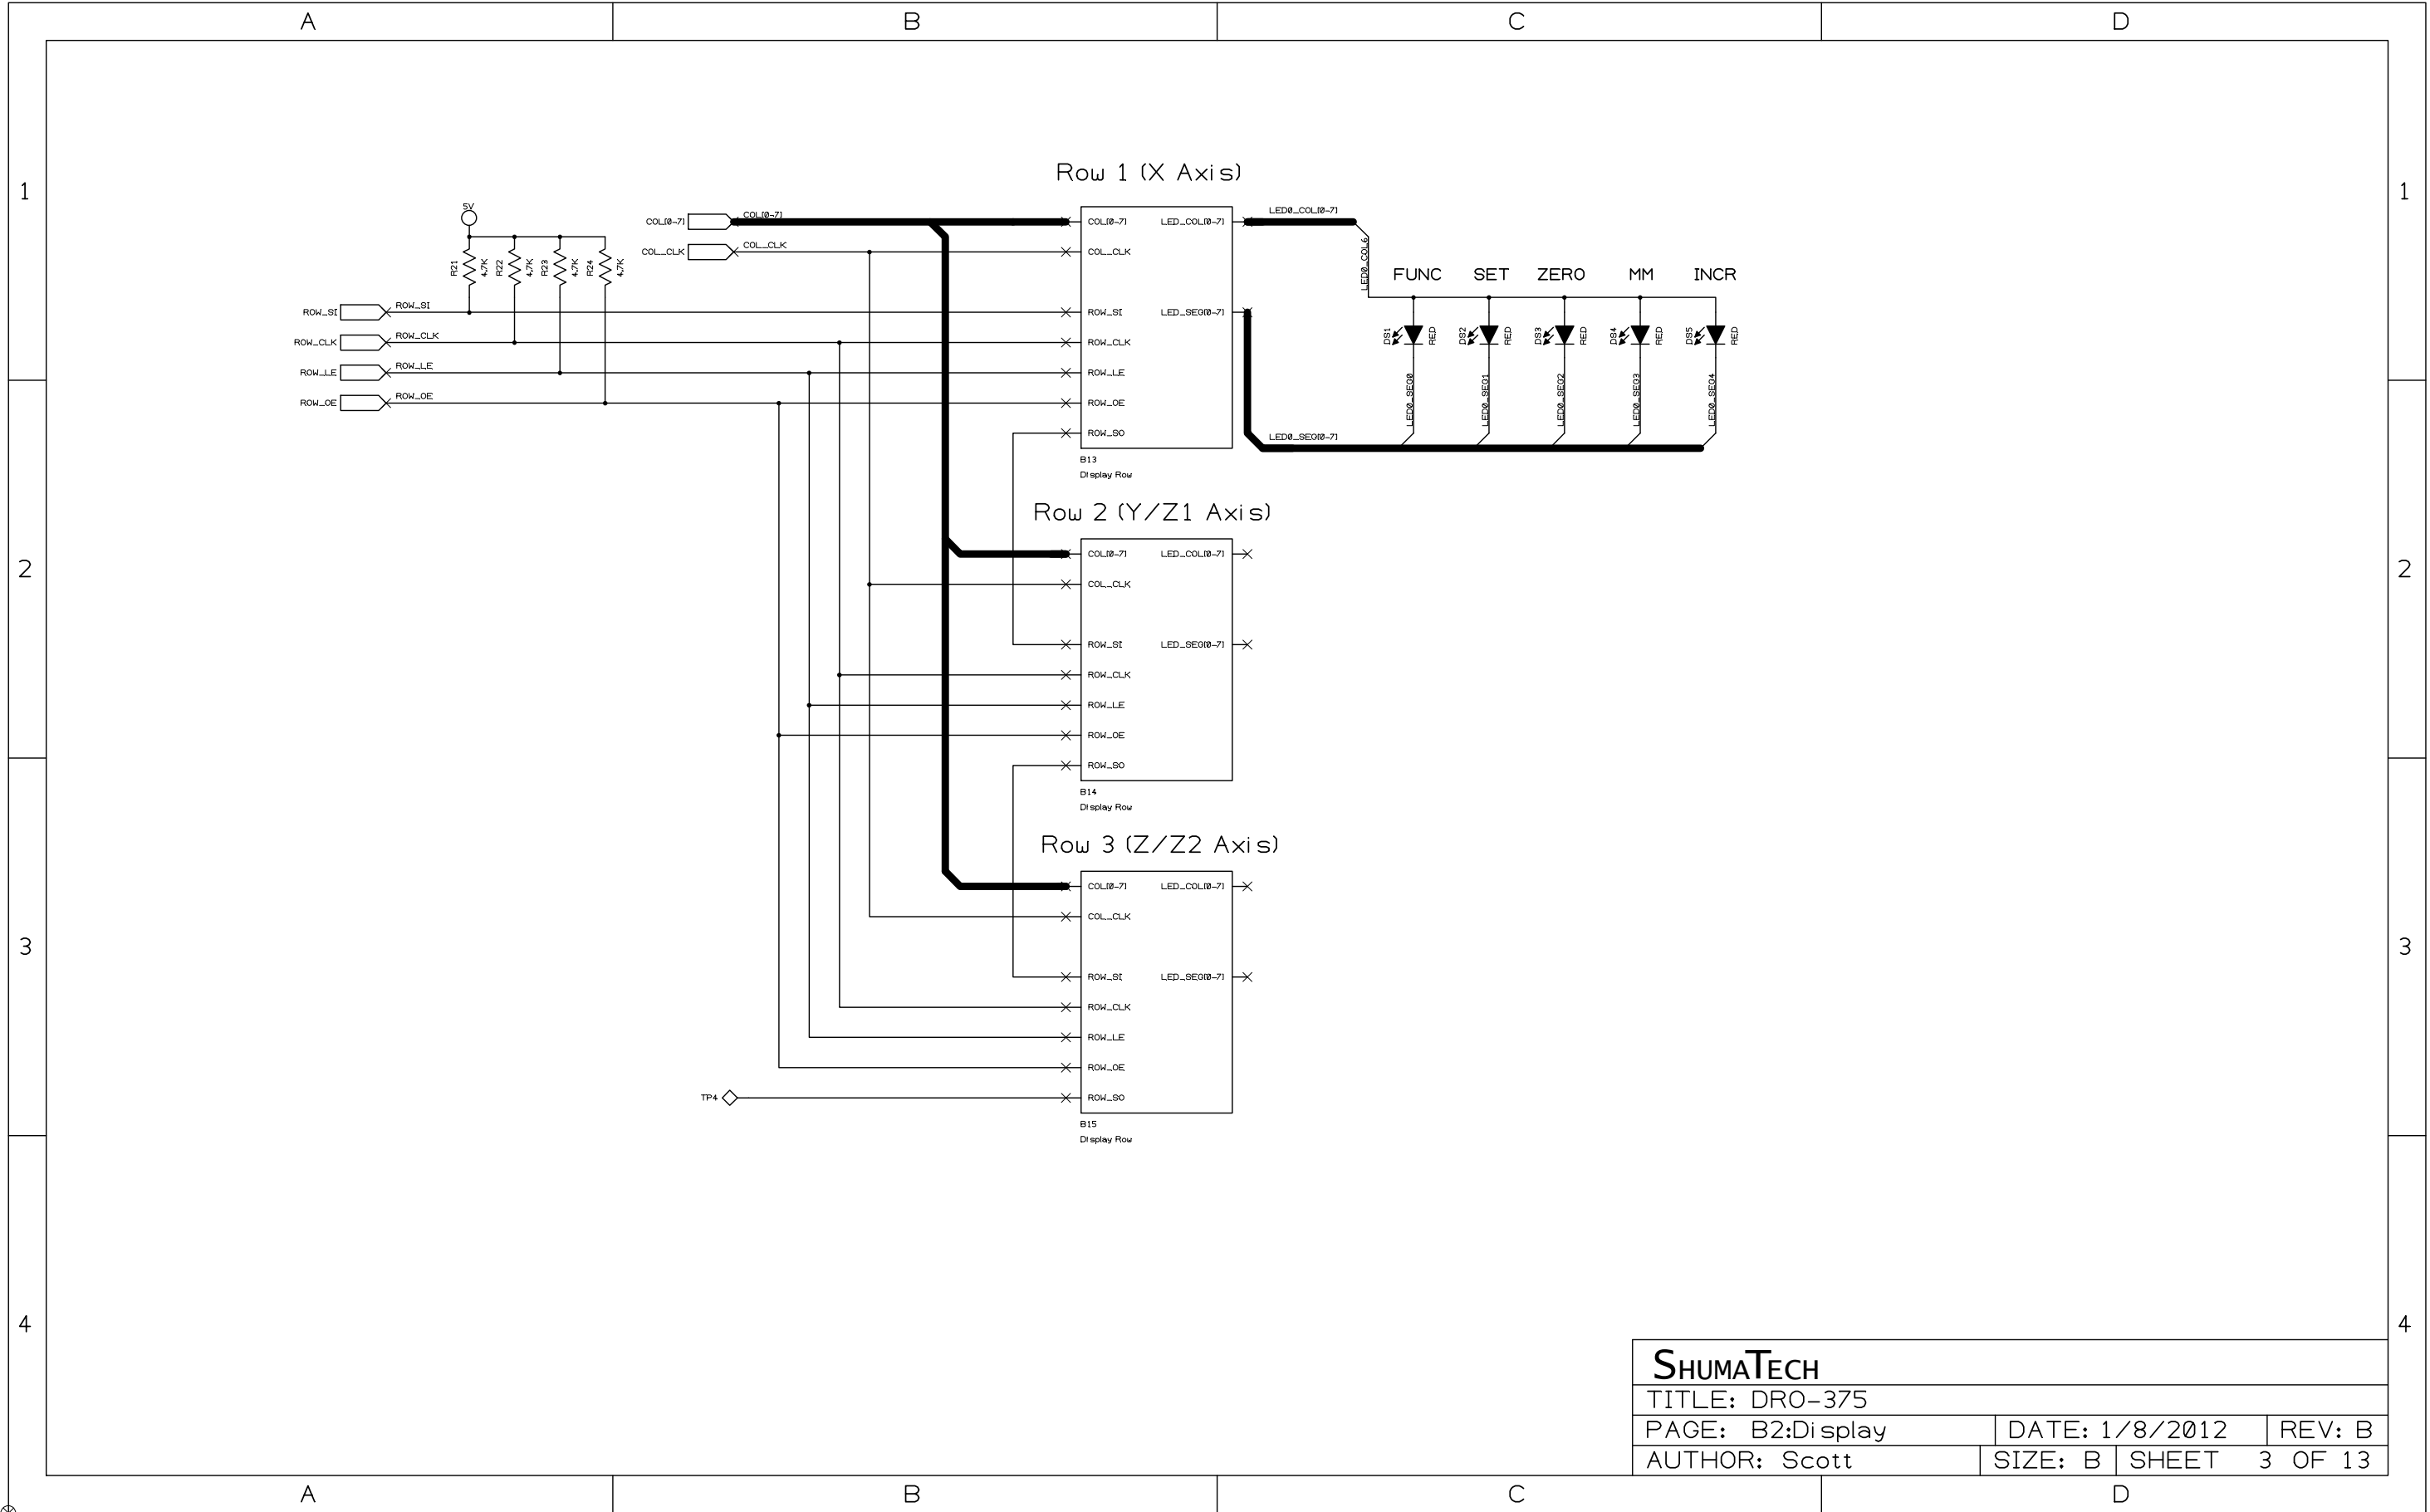 A B C D
1 1
Row 1 (X Axis)
5V
R21 4.7K R22 4.7K R23 4.7K R24 4.7K
COL[0-7] COL[0-7]
COL_CLK COL_CLK
ROW_SI ROW_SI
ROW_CLK ROW_CLK
ROW_LE ROW_LE
ROW_OE ROW_OE
COL[0-7] LED_COL[0-7]
COL_CLK
ROW_SI LED_SEG[0-7]
ROW_CLK
ROW_LE
ROW_OE
ROW_SO
B13
Display Row
LED0_COL[0-7]
LED0_COL6
FUNC SET ZERO MM INCR
DS1 RED DS2 RED DS3 RED DS4 RED DS5 RED
LED0_SEG0 LED0_SEG1 LED0_SEG2 LED0_SEG3 LED0_SEG4
LED0_SEG[0-7]
2 2
Row 2 (Y/Z1 Axis)
COL[0-7] LED_COL[0-7]
COL_CLK
ROW_SI LED_SEG[0-7]
ROW_CLK
ROW_LE
ROW_OE
ROW_SO
B14
Display Row
3 3
Row 3 (Z/Z2 Axis)
COL[0-7] LED_COL[0-7]
COL_CLK
ROW_SI LED_SEG[0-7]
ROW_CLK
ROW_LE
ROW_OE
TP4 ROW_SO
B15
Display Row
4 4
SHUMATECH
TITLE: DRO-375
PAGE: B2:Display DATE: 1/8/2012 REV: B
AUTHOR: Scott SIZE: B SHEET 3 OF 13
A B C D